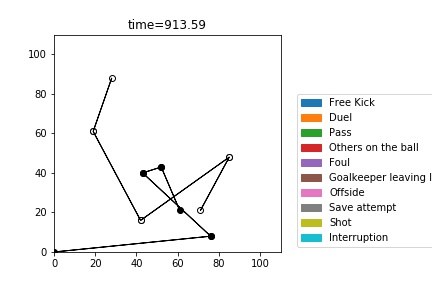 time=913.59
100
80
60
40
20
0
0 20 40 60 80 100
Free Kick
Duel
Pass
Others on the ball
Foul
Goalkeeper leaving l
Offside
Save attempt
Shot
Interruption